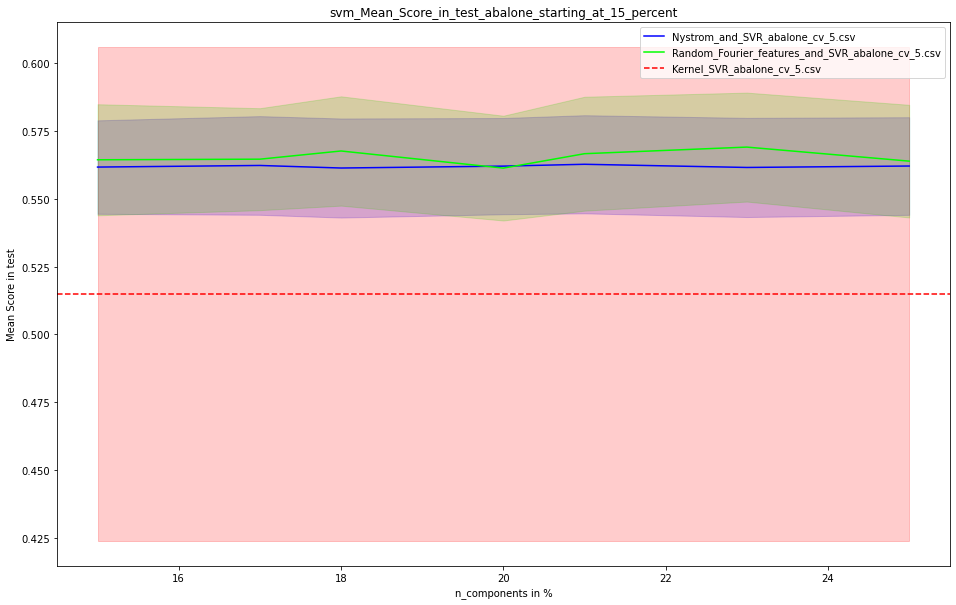 svm_Mean_Score_in_test_abalone_starting_at_15_percent
Nystrom_and_SVR_abalone_cv_5.csv
Random_Fourier_features_and_SVR_abalone_cv_5.csv
Kernel_SVR_abalone_cv_5.csv
0.600
0.575
0.550
0.525
0.500
0.475
0.450
0.425
Mean Score in test
16 18 20 22 24
n_components in %